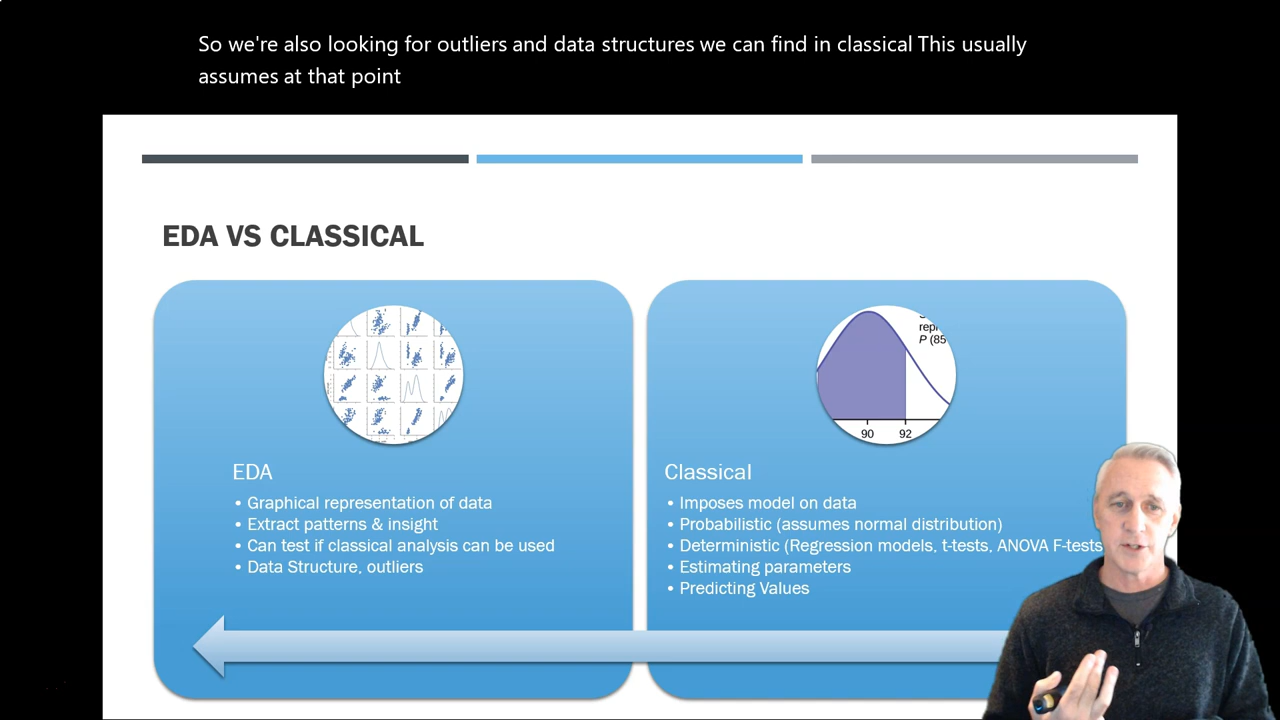 So we're also looking for outliers and data structures we can find in classical This usually
assumes at that point
EDA VS CLASSICAL
P (85
90 92
EDA
• Graphical representation of data
• Extract patterns & insight
• Can test if classical analysis can be used
• Data Structure, outliers
Classical
• Imposes model on data
• Probabilistic (assumes normal distribution)
• Deterministic (Regression models, t-tests, ANOVA F-tests
• Estimating parameters
• Predicting Values